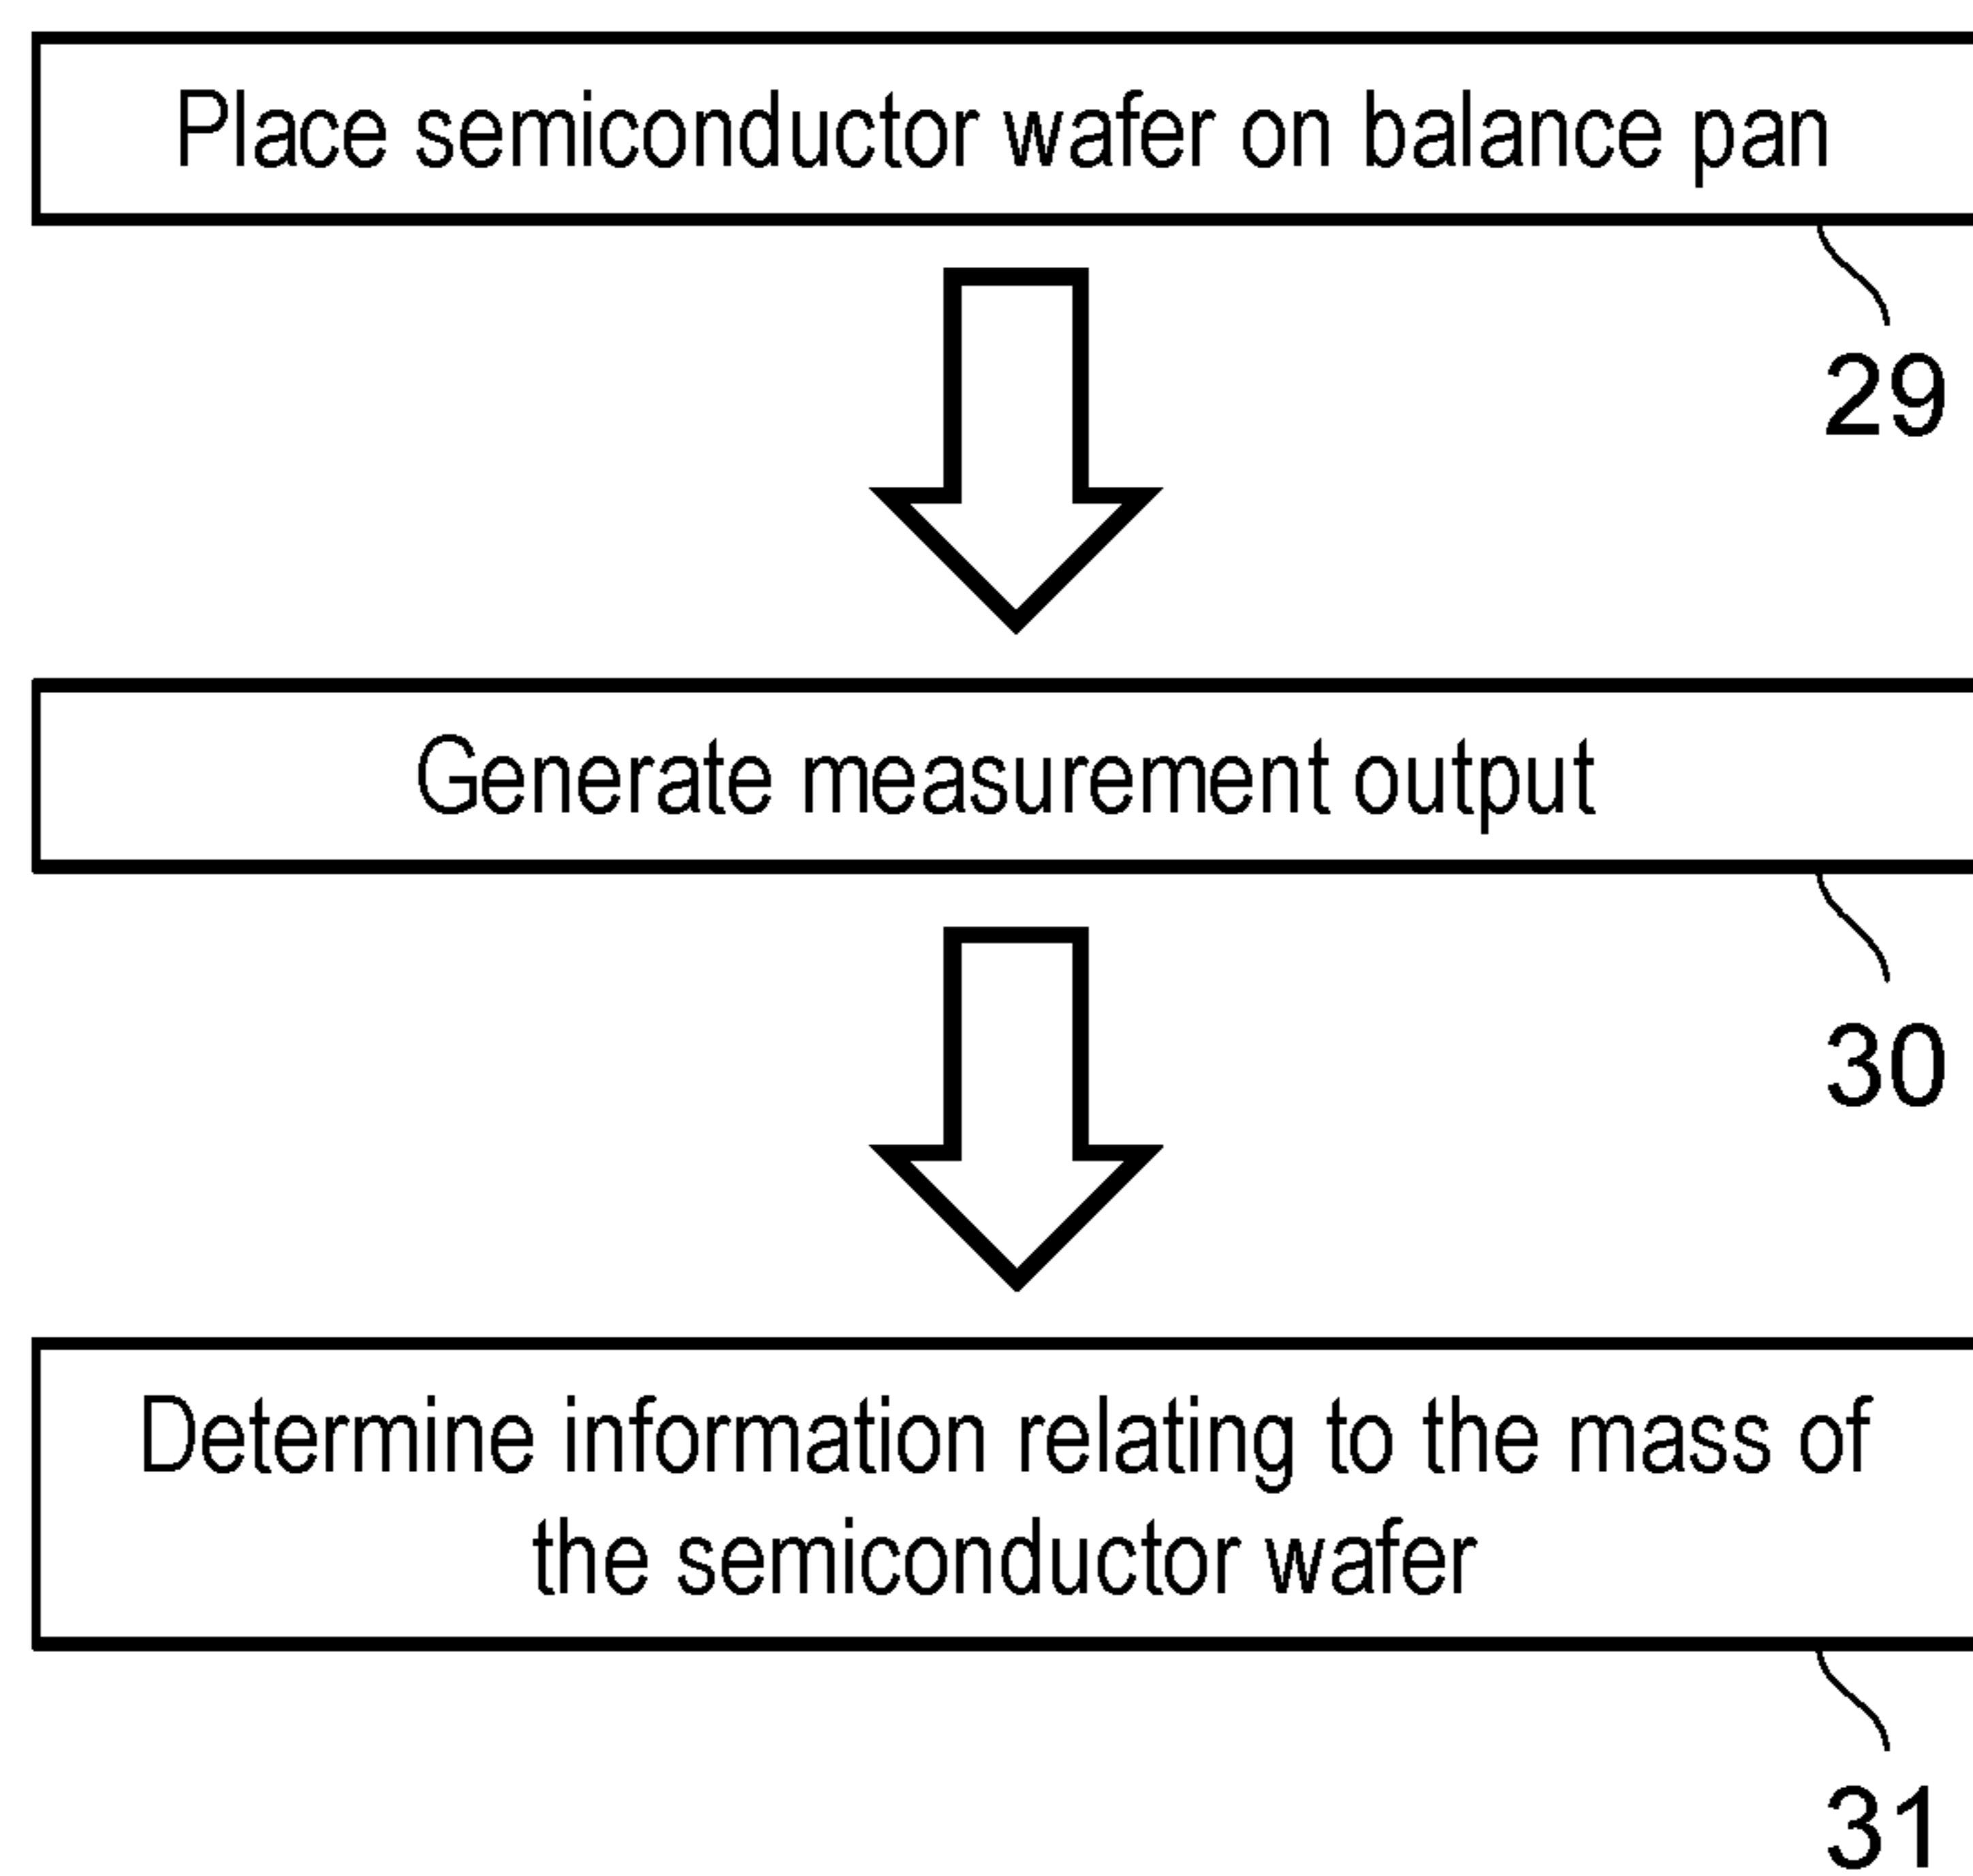 Place semiconductor wafer on balance pan
29
Generate measurement output
30
Determine information relating to the mass of
the semiconductor wafer
31